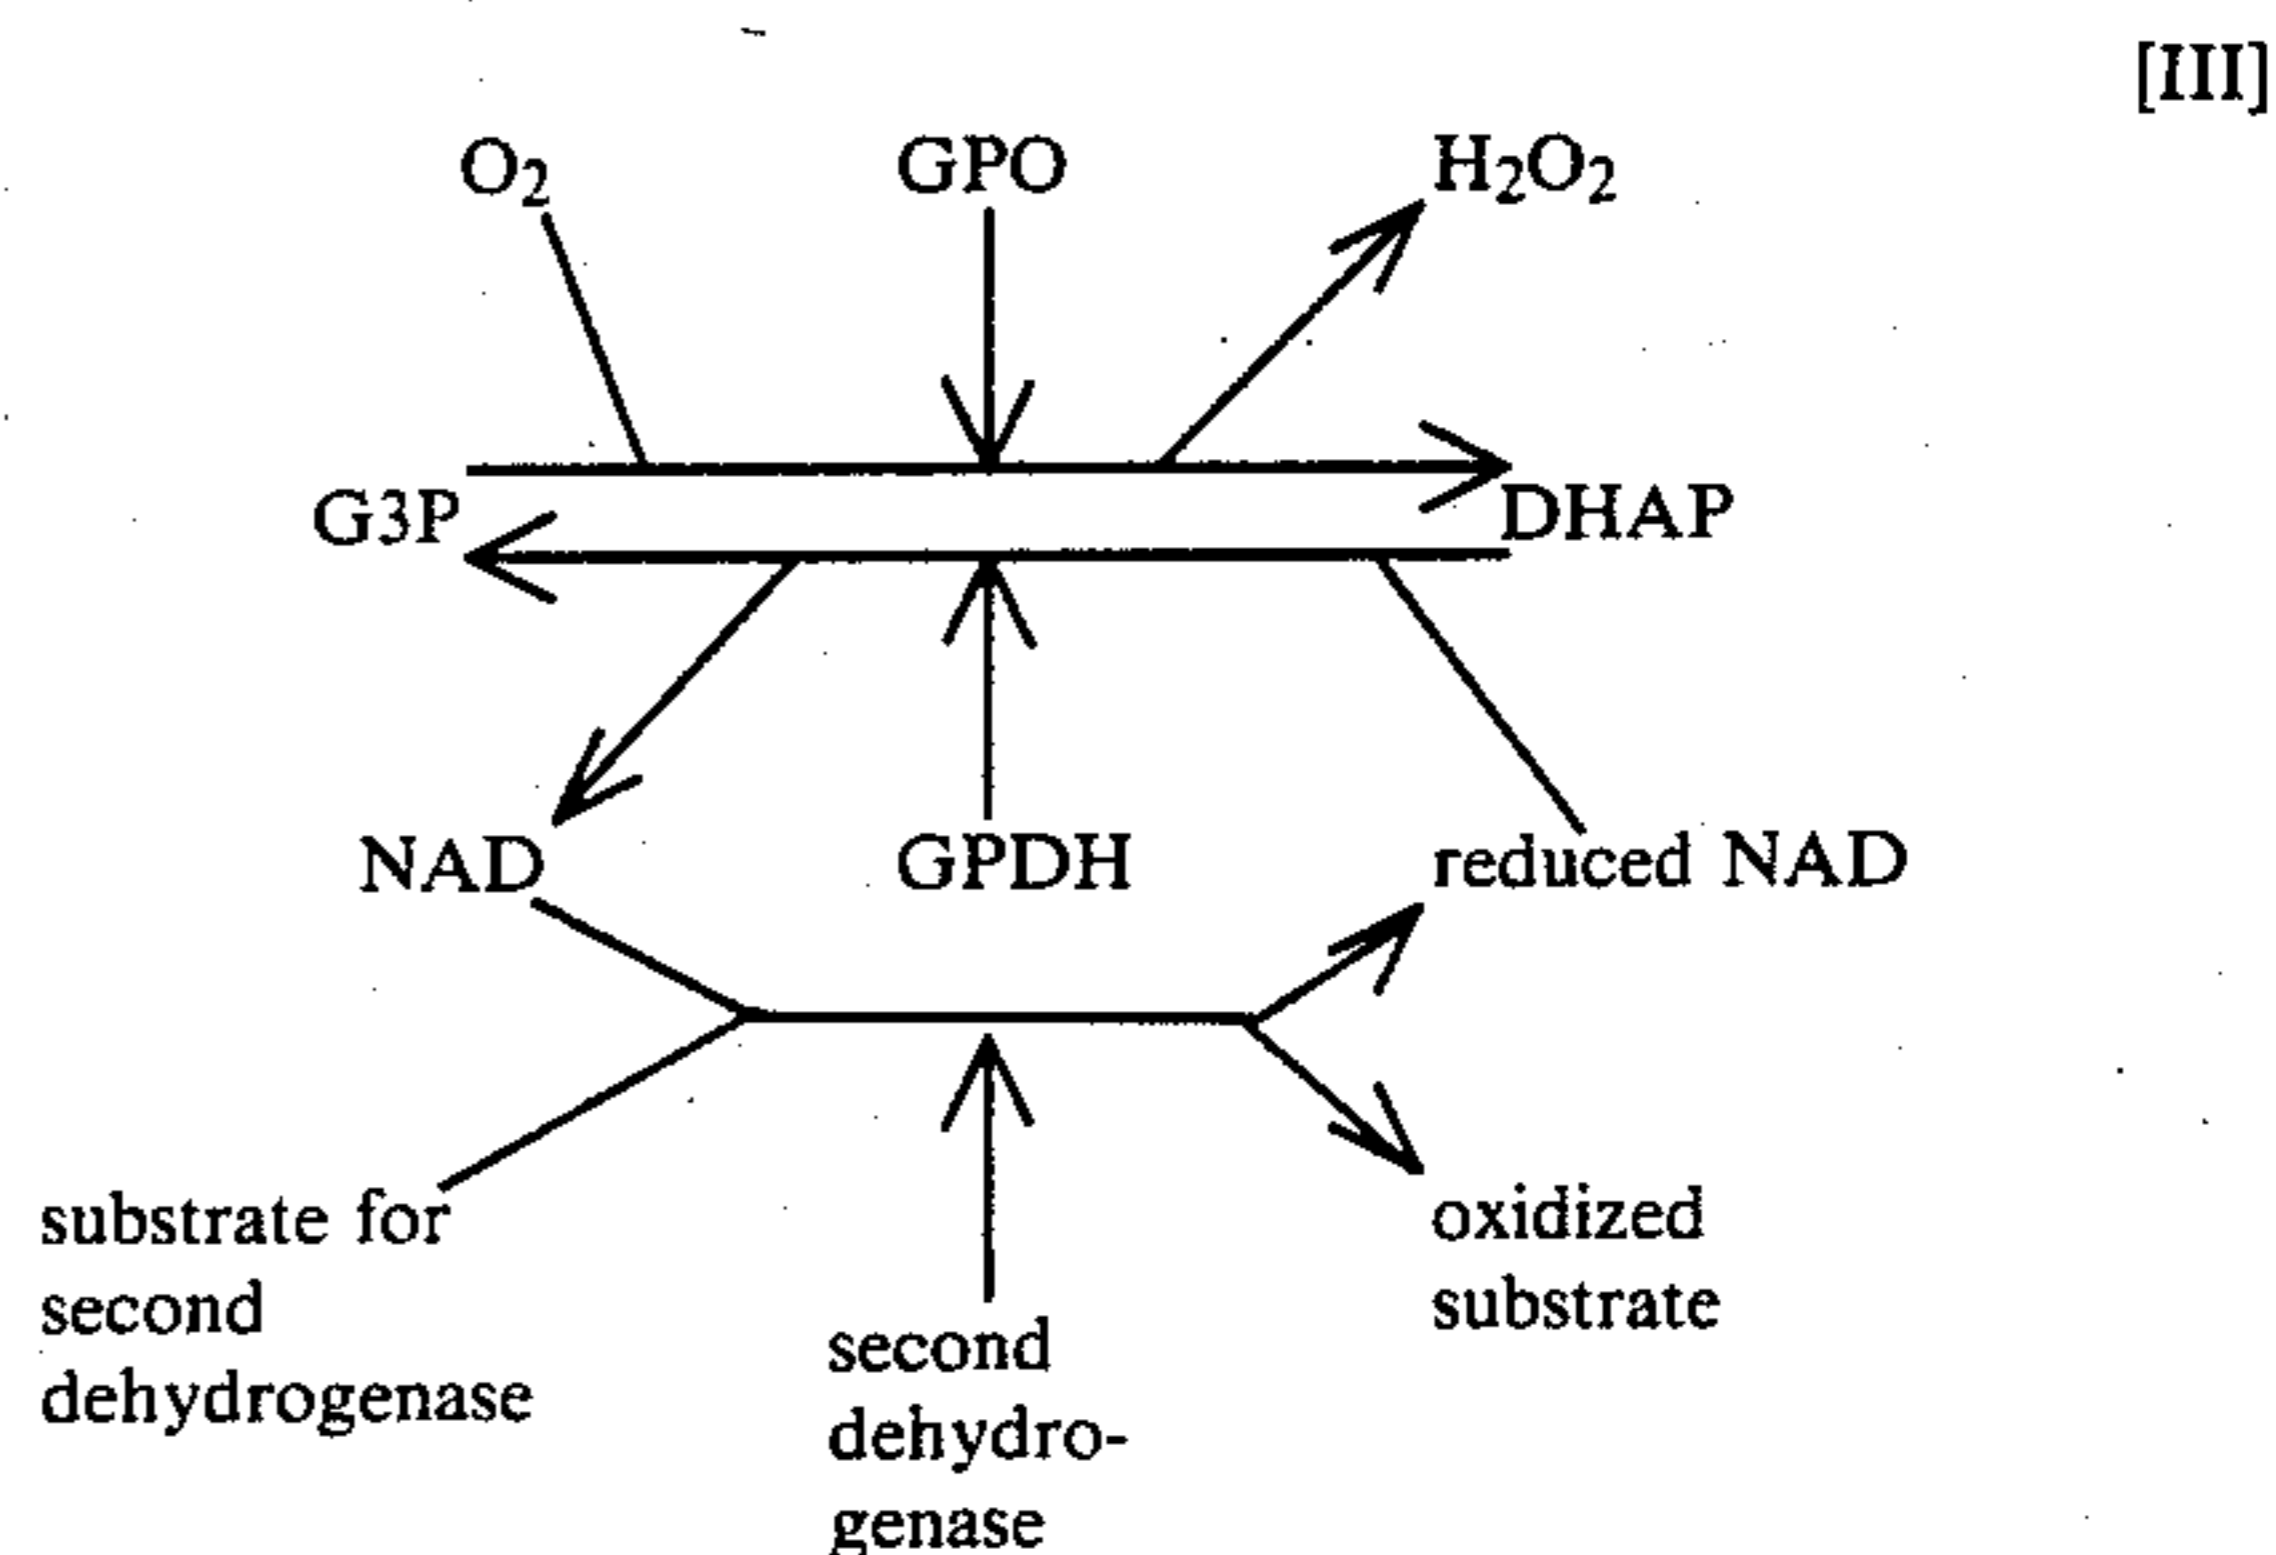 [III]
O2 GPO H2O2
G3P DHAP
NAD GPDH reduced NAD
substrate for
second
dehydrogenase
second
dehydro-
genase
oxidized
substrate